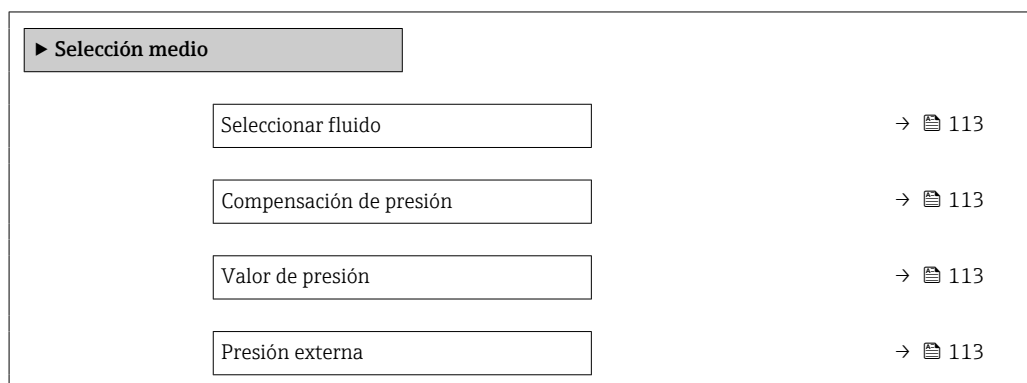 ▶ Selección medio
Seleccionar fluido → 113
Compensación de presión → 113
Valor de presión → 113
Presión externa → 113